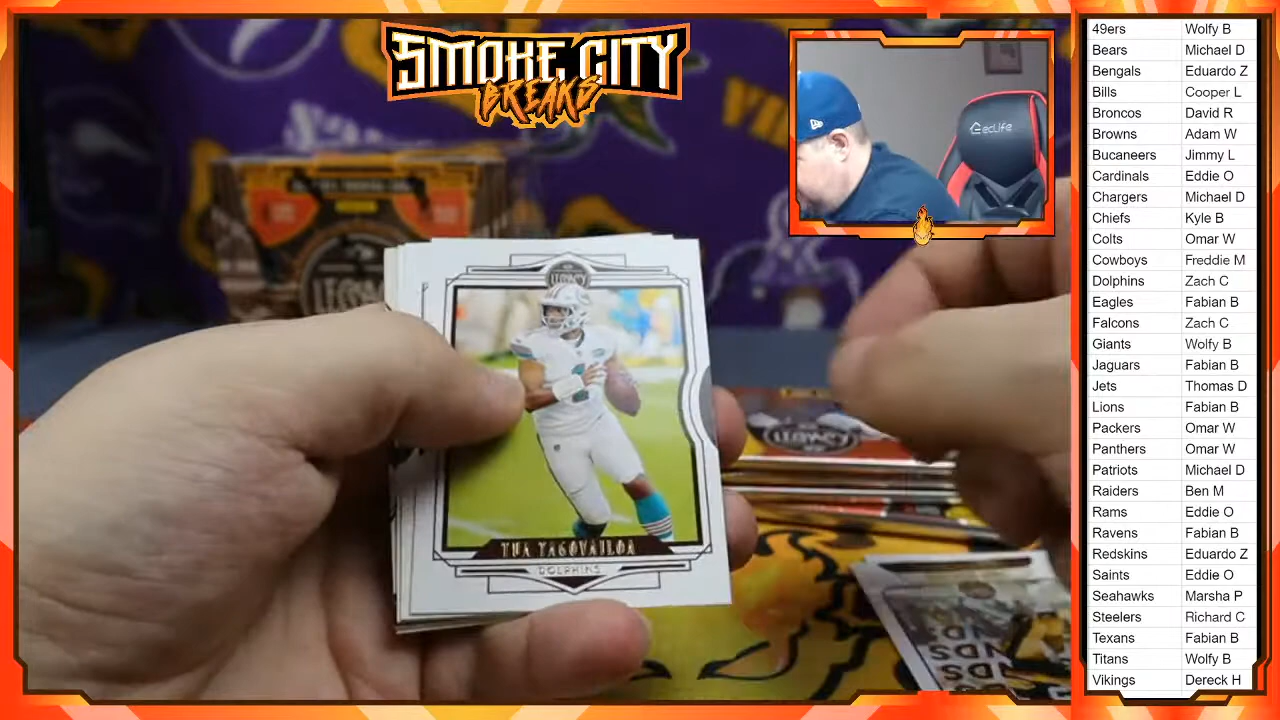 SMOKE CITY
BREAKS
ecLife
LEGACY
TUA TAGOVAILOA
DOLPHINS
LEGACY
49ers Wolfy B
Bears Michael D
Bengals Eduardo Z
Bills Cooper L
Broncos David R
Browns Adam W
Bucaneers Jimmy L
Cardinals Eddie O
Chargers Michael D
Chiefs Kyle B
Colts Omar W
Cowboys Freddie M
Dolphins Zach C
Eagles Fabian B
Falcons Zach C
Giants Wolfy B
Jaguars Fabian B
Jets Thomas D
Lions Fabian B
Packers Omar W
Panthers Omar W
Patriots Michael D
Raiders Ben M
Rams Eddie O
Ravens Fabian B
Redskins Eduardo Z
Saints Eddie O
Seahawks Marsha P
Steelers Richard C
Texans Fabian B
Titans Wolfy B
Vikings Dereck H